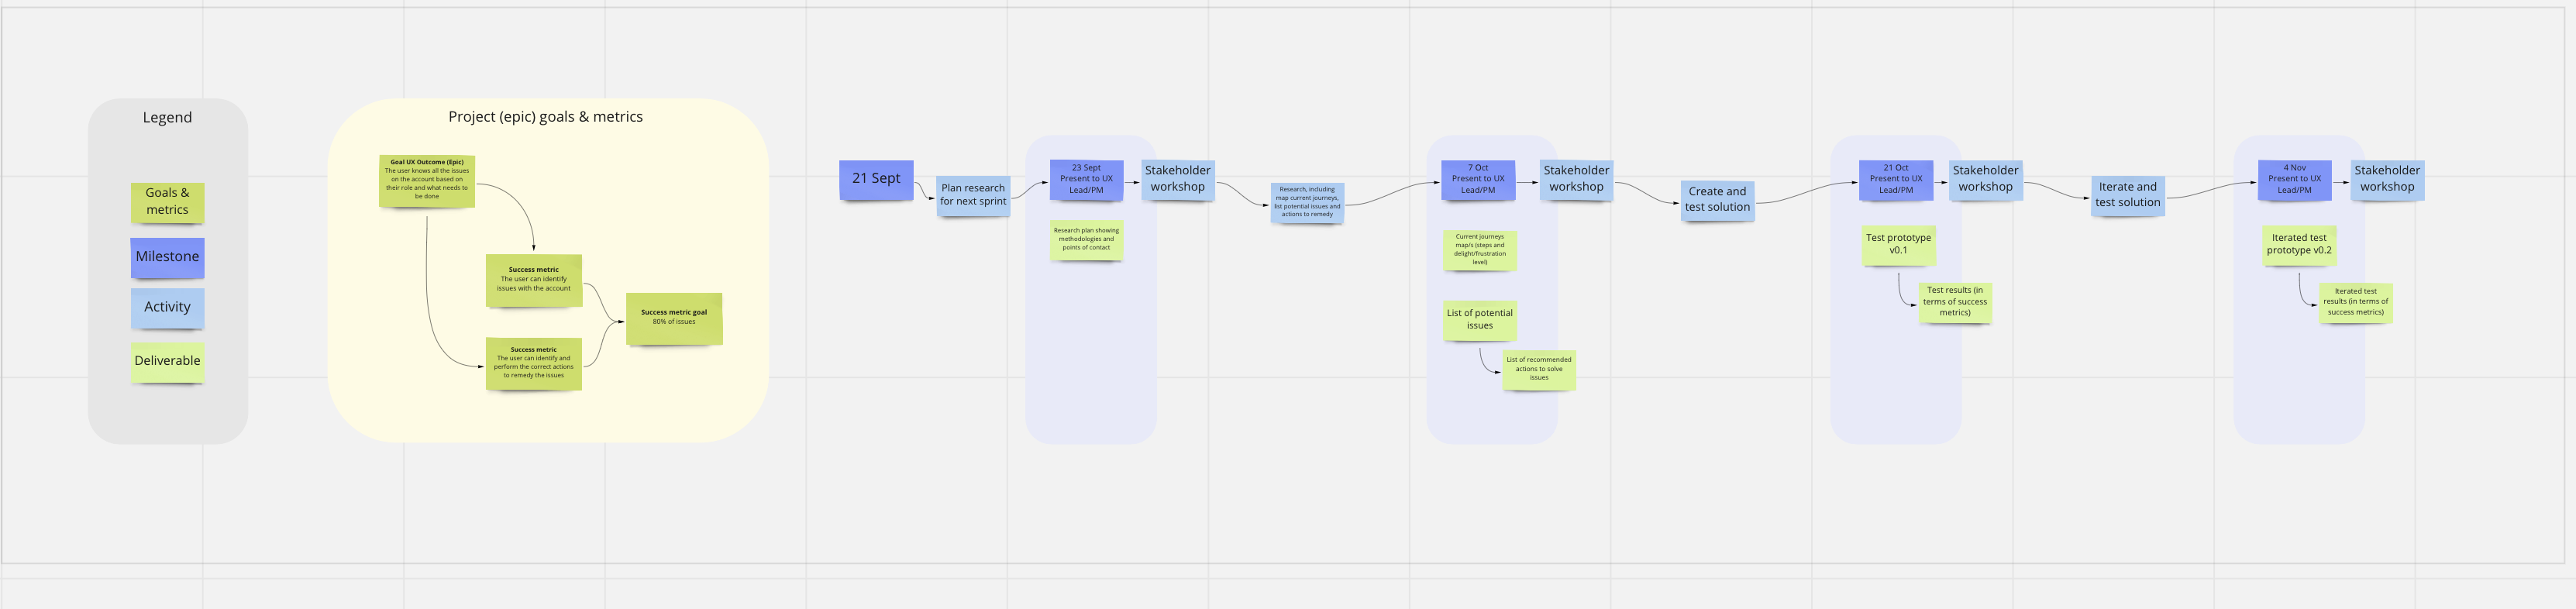 Legend
Goals &
metrics
Milestone
Activity
Deliverable
Project (epic) goals & metrics
Goal UX Outcome (Epic)
The user knows all the issues
on the account based on
their role and what needs to
be done
Success metric
The user can identify
issues with the account
Success metric
The user can identify and
perform the correct actions
to remedy the issues
Success metric goal
80% of issues
21 Sept
Plan research
for next sprint
23 Sept
Present to UX
Lead/PM
Research plan showing
methodologies and
points of contact
Stakeholder
workshop
Research, including
map current journeys,
list potential issues and
actions to remedy
7 Oct
Present to UX
Lead/PM
Current journeys
map/s (steps and
delight/frustration
level)
List of potential
issues
List of recommended
actions to solve
issues
Stakeholder
workshop
Create and
test solution
21 Oct
Present to UX
Lead/PM
Test prototype
v0.1
Test results (in
terms of success
metrics)
Stakeholder
workshop
Iterate and
test solution
4 Nov
Present to UX
Lead/PM
Iterated test
prototype v0.2
Iterated test
results (in terms of
success metrics)
Stakeholder
workshop